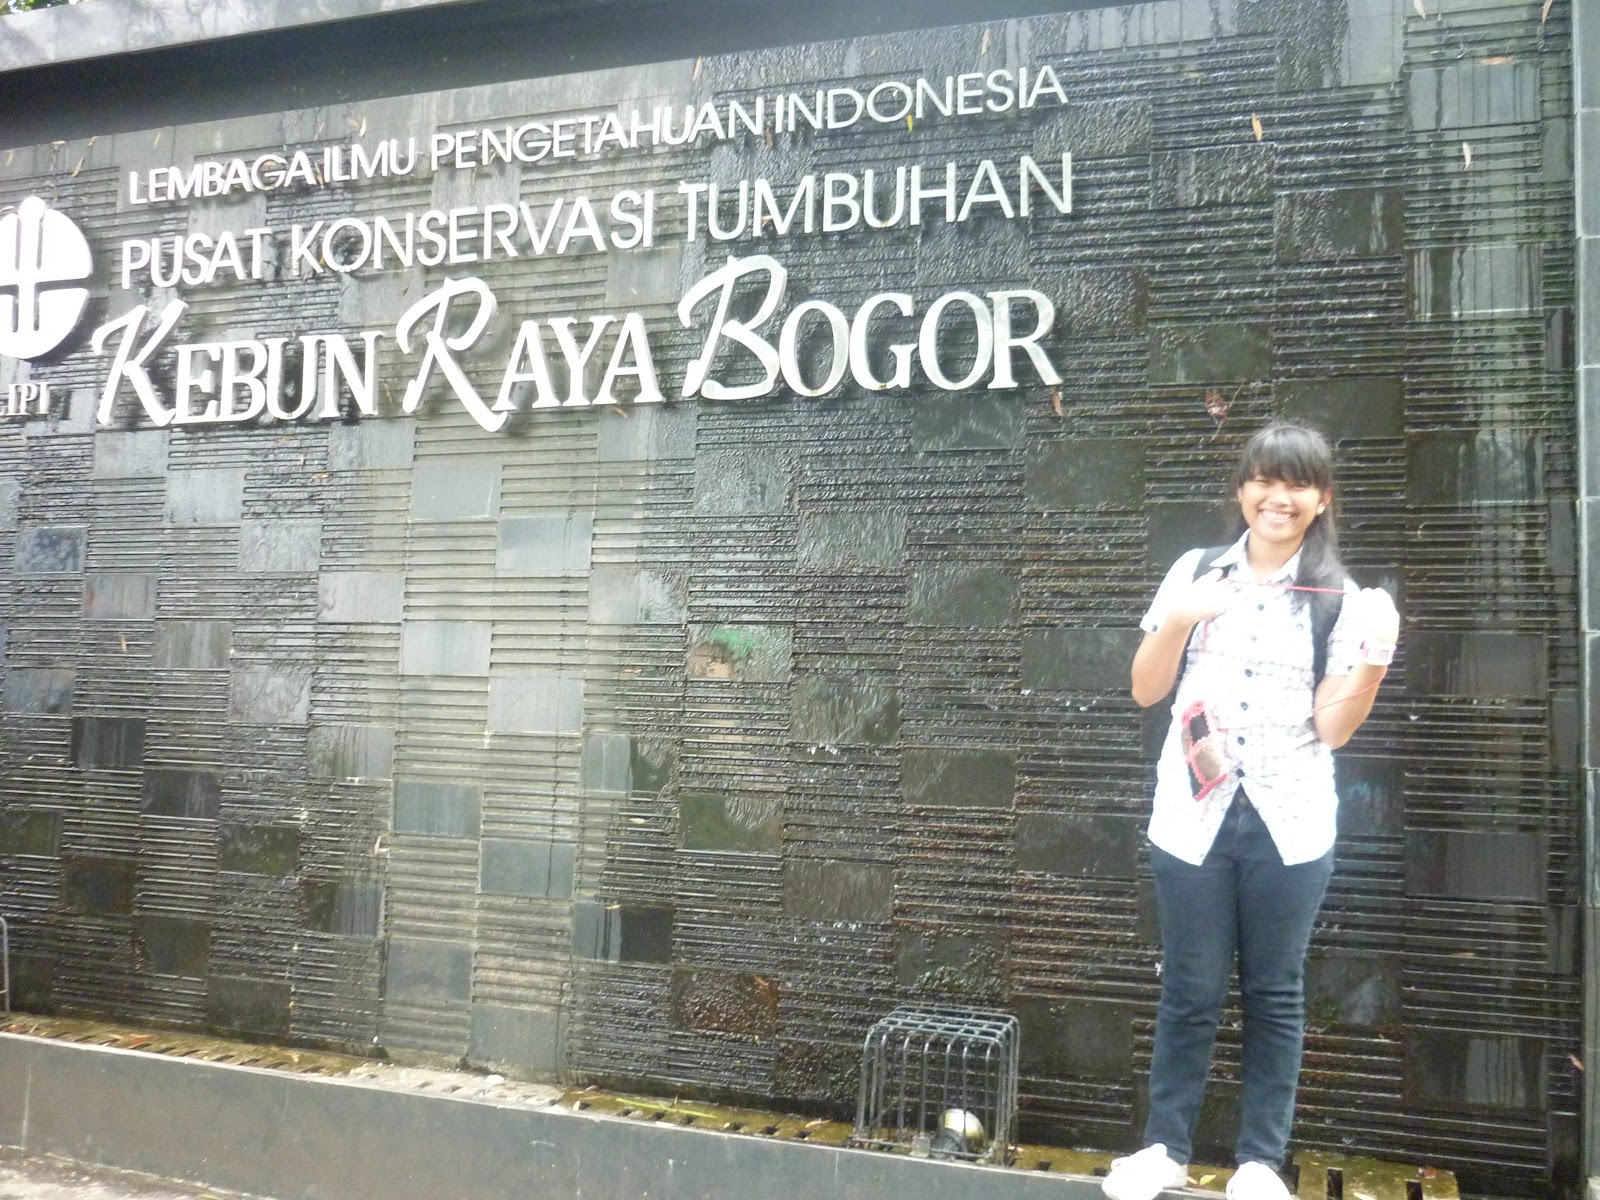 LEMBAGA ILMU PENGETAHUAN INDONESIA
PUSAT KONSERVASI TUMBUHAN
KEBUN RAYA BOGOR
LIPI